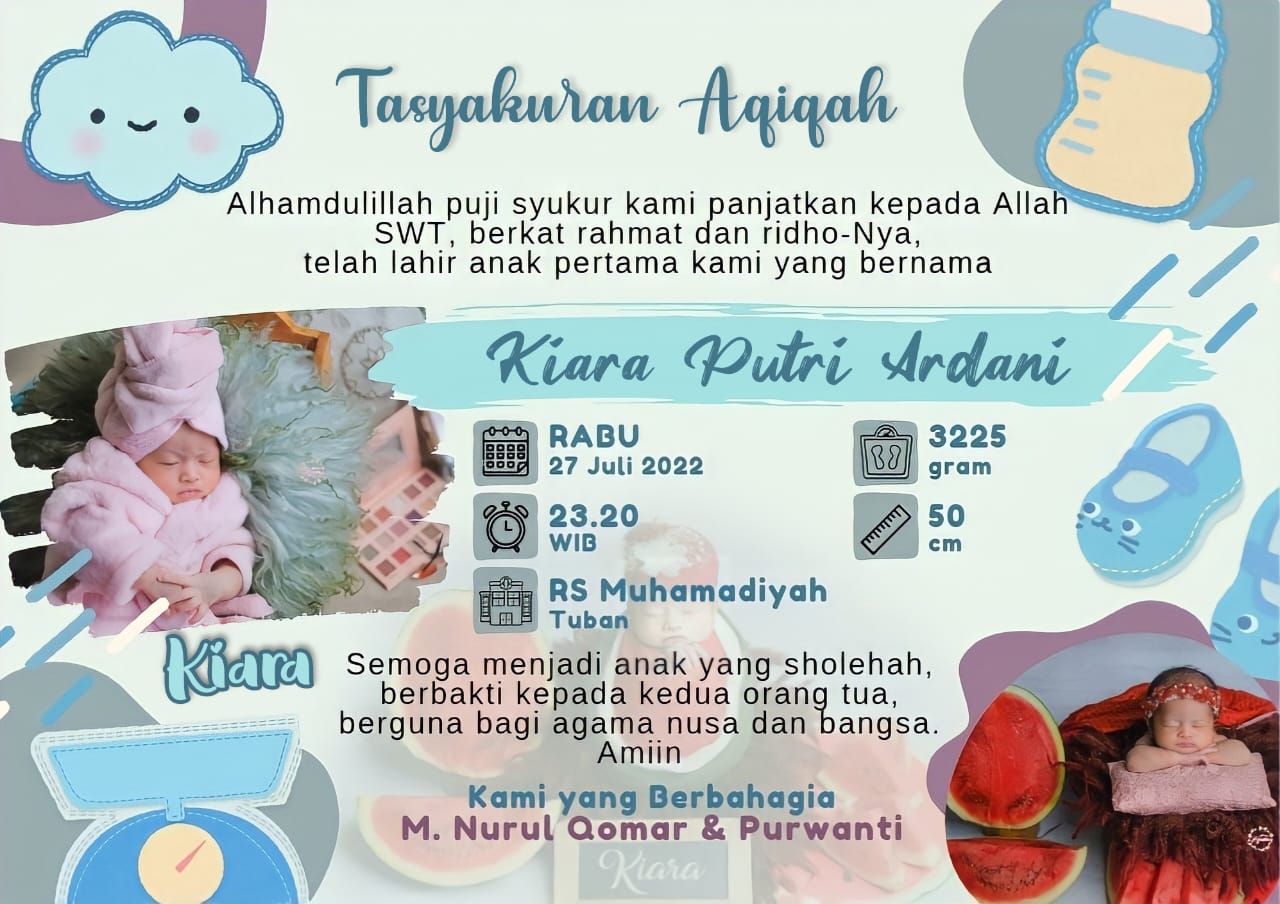 Tasyakuran Aqiqah
Alhamdulillah puji syukur kami panjatkan kepada Allah
SWT, berkat rahmat dan ridho-Nya,
telah lahir anak pertama kami yang bernama
Kiara Putri Ardani
RABU
27 Juli 2022
3225
gram
23.20
WIB
50
cm
RS Muhamadiyah
Tuban
Kiara
Semoga menjadi anak yang sholehah,
berbakti kepada kedua orang tua,
berguna bagi agama nusa dan bangsa.
Amiin
Kami yang Berbahagia
M. Nurul Qomar & Purwanti
Kiara